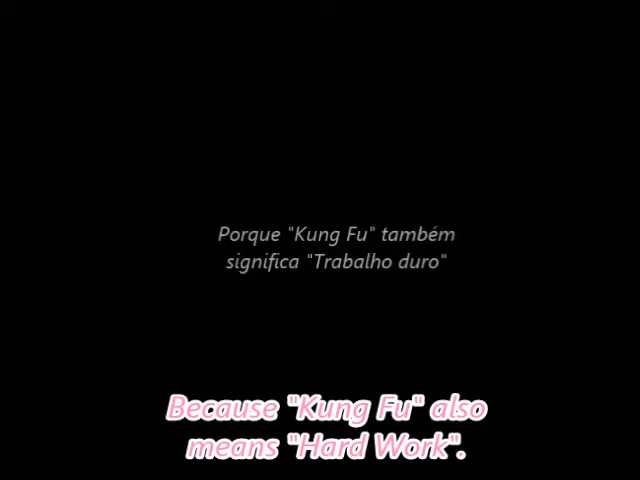 Porque "Kung Fu" também
significa "Trabalho duro"
Because "Kung Fu" also
means "Hard Work".